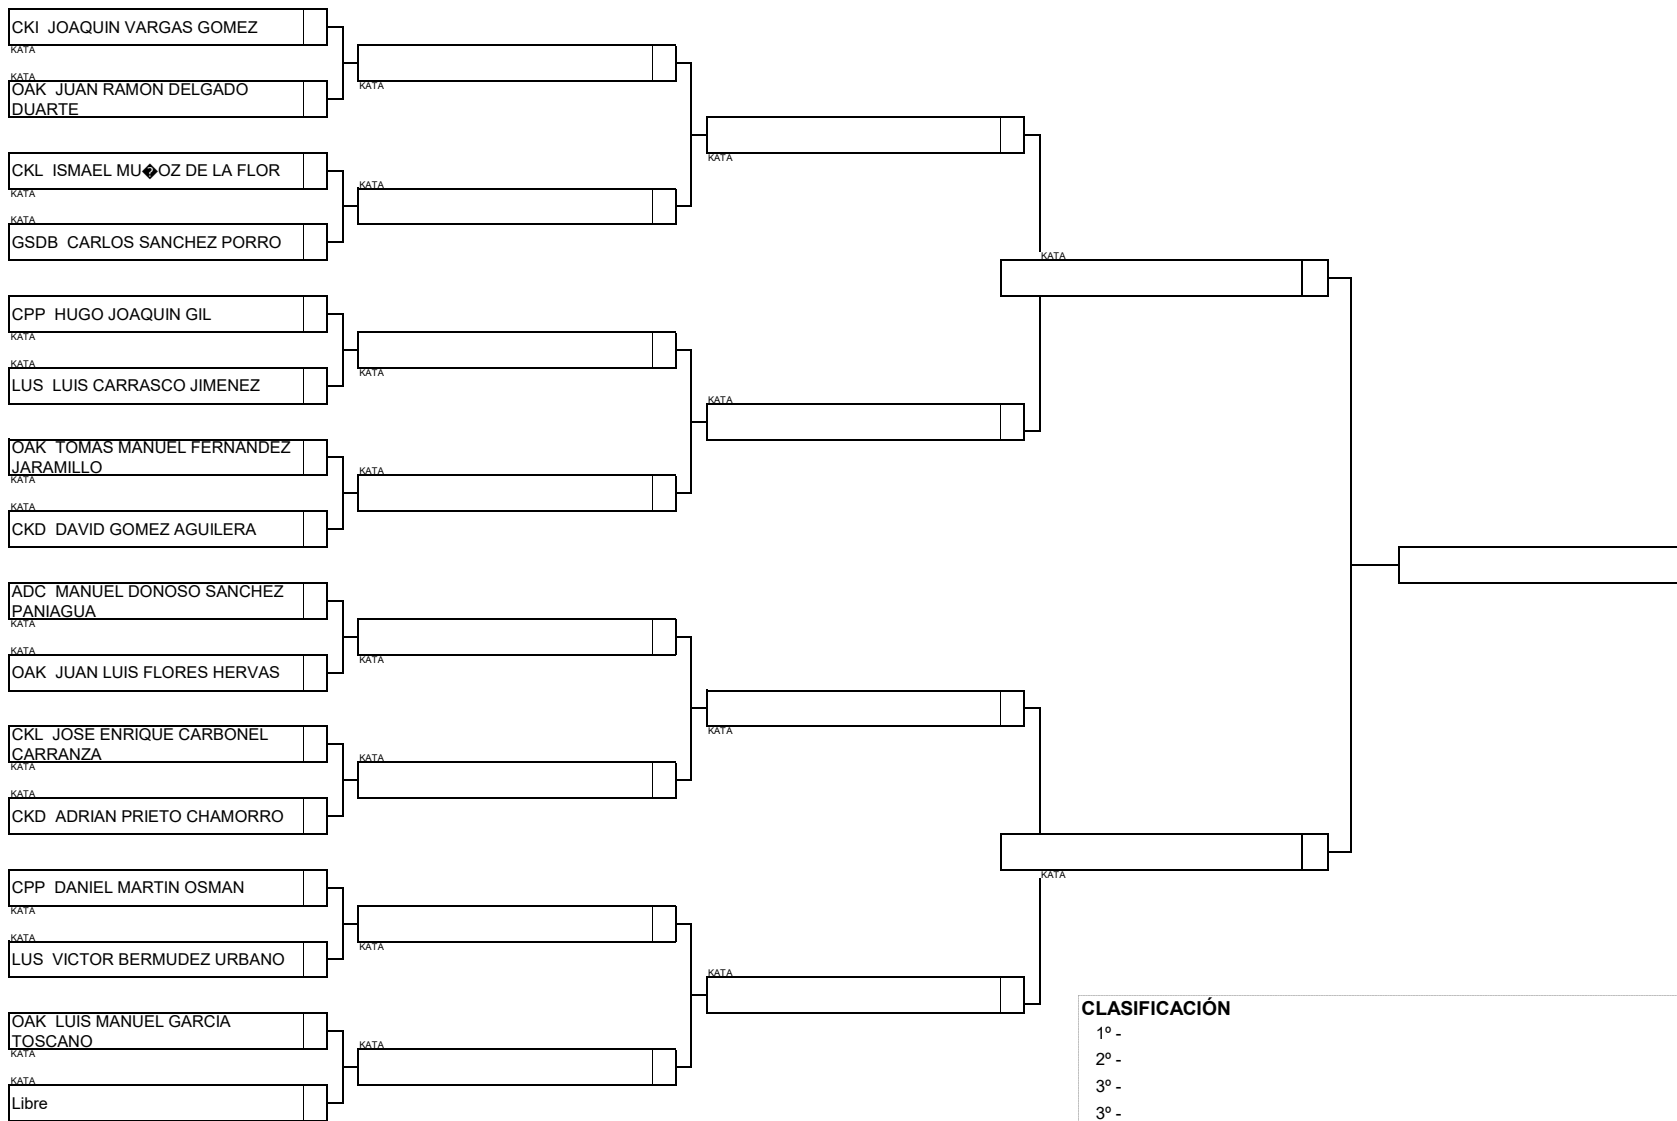 CKI JOAQUIN VARGAS GOMEZ
KATA
KATA
OAK JUAN RAMON DELGADO
DUARTE
CKL ISMAEL MU�OZ DE LA FLOR
KATA
KATA
GSDB CARLOS SANCHEZ PORRO
CPP HUGO JOAQUIN GIL
KATA
KATA
LUS LUIS CARRASCO JIMENEZ
OAK TOMAS MANUEL FERNANDEZ
JARAMILLO
KATA
KATA
CKD DAVID GOMEZ AGUILERA
ADC MANUEL DONOSO SANCHEZ
PANIAGUA
KATA
KATA
OAK JUAN LUIS FLORES HERVAS
CKL JOSE ENRIQUE CARBONEL
CARRANZA
KATA
KATA
CKD ADRIAN PRIETO CHAMORRO
CPP DANIEL MARTIN OSMAN
KATA
KATA
LUS VICTOR BERMUDEZ URBANO
OAK LUIS MANUEL GARCIA
TOSCANO
KATA
KATA
Libre
KATA
KATA
KATA
KATA
KATA
KATA
KATA
KATA
KATA
KATA
KATA
KATA
KATA
KATA
CLASIFICACIÓN
1º -
2º -
3º -
3º -